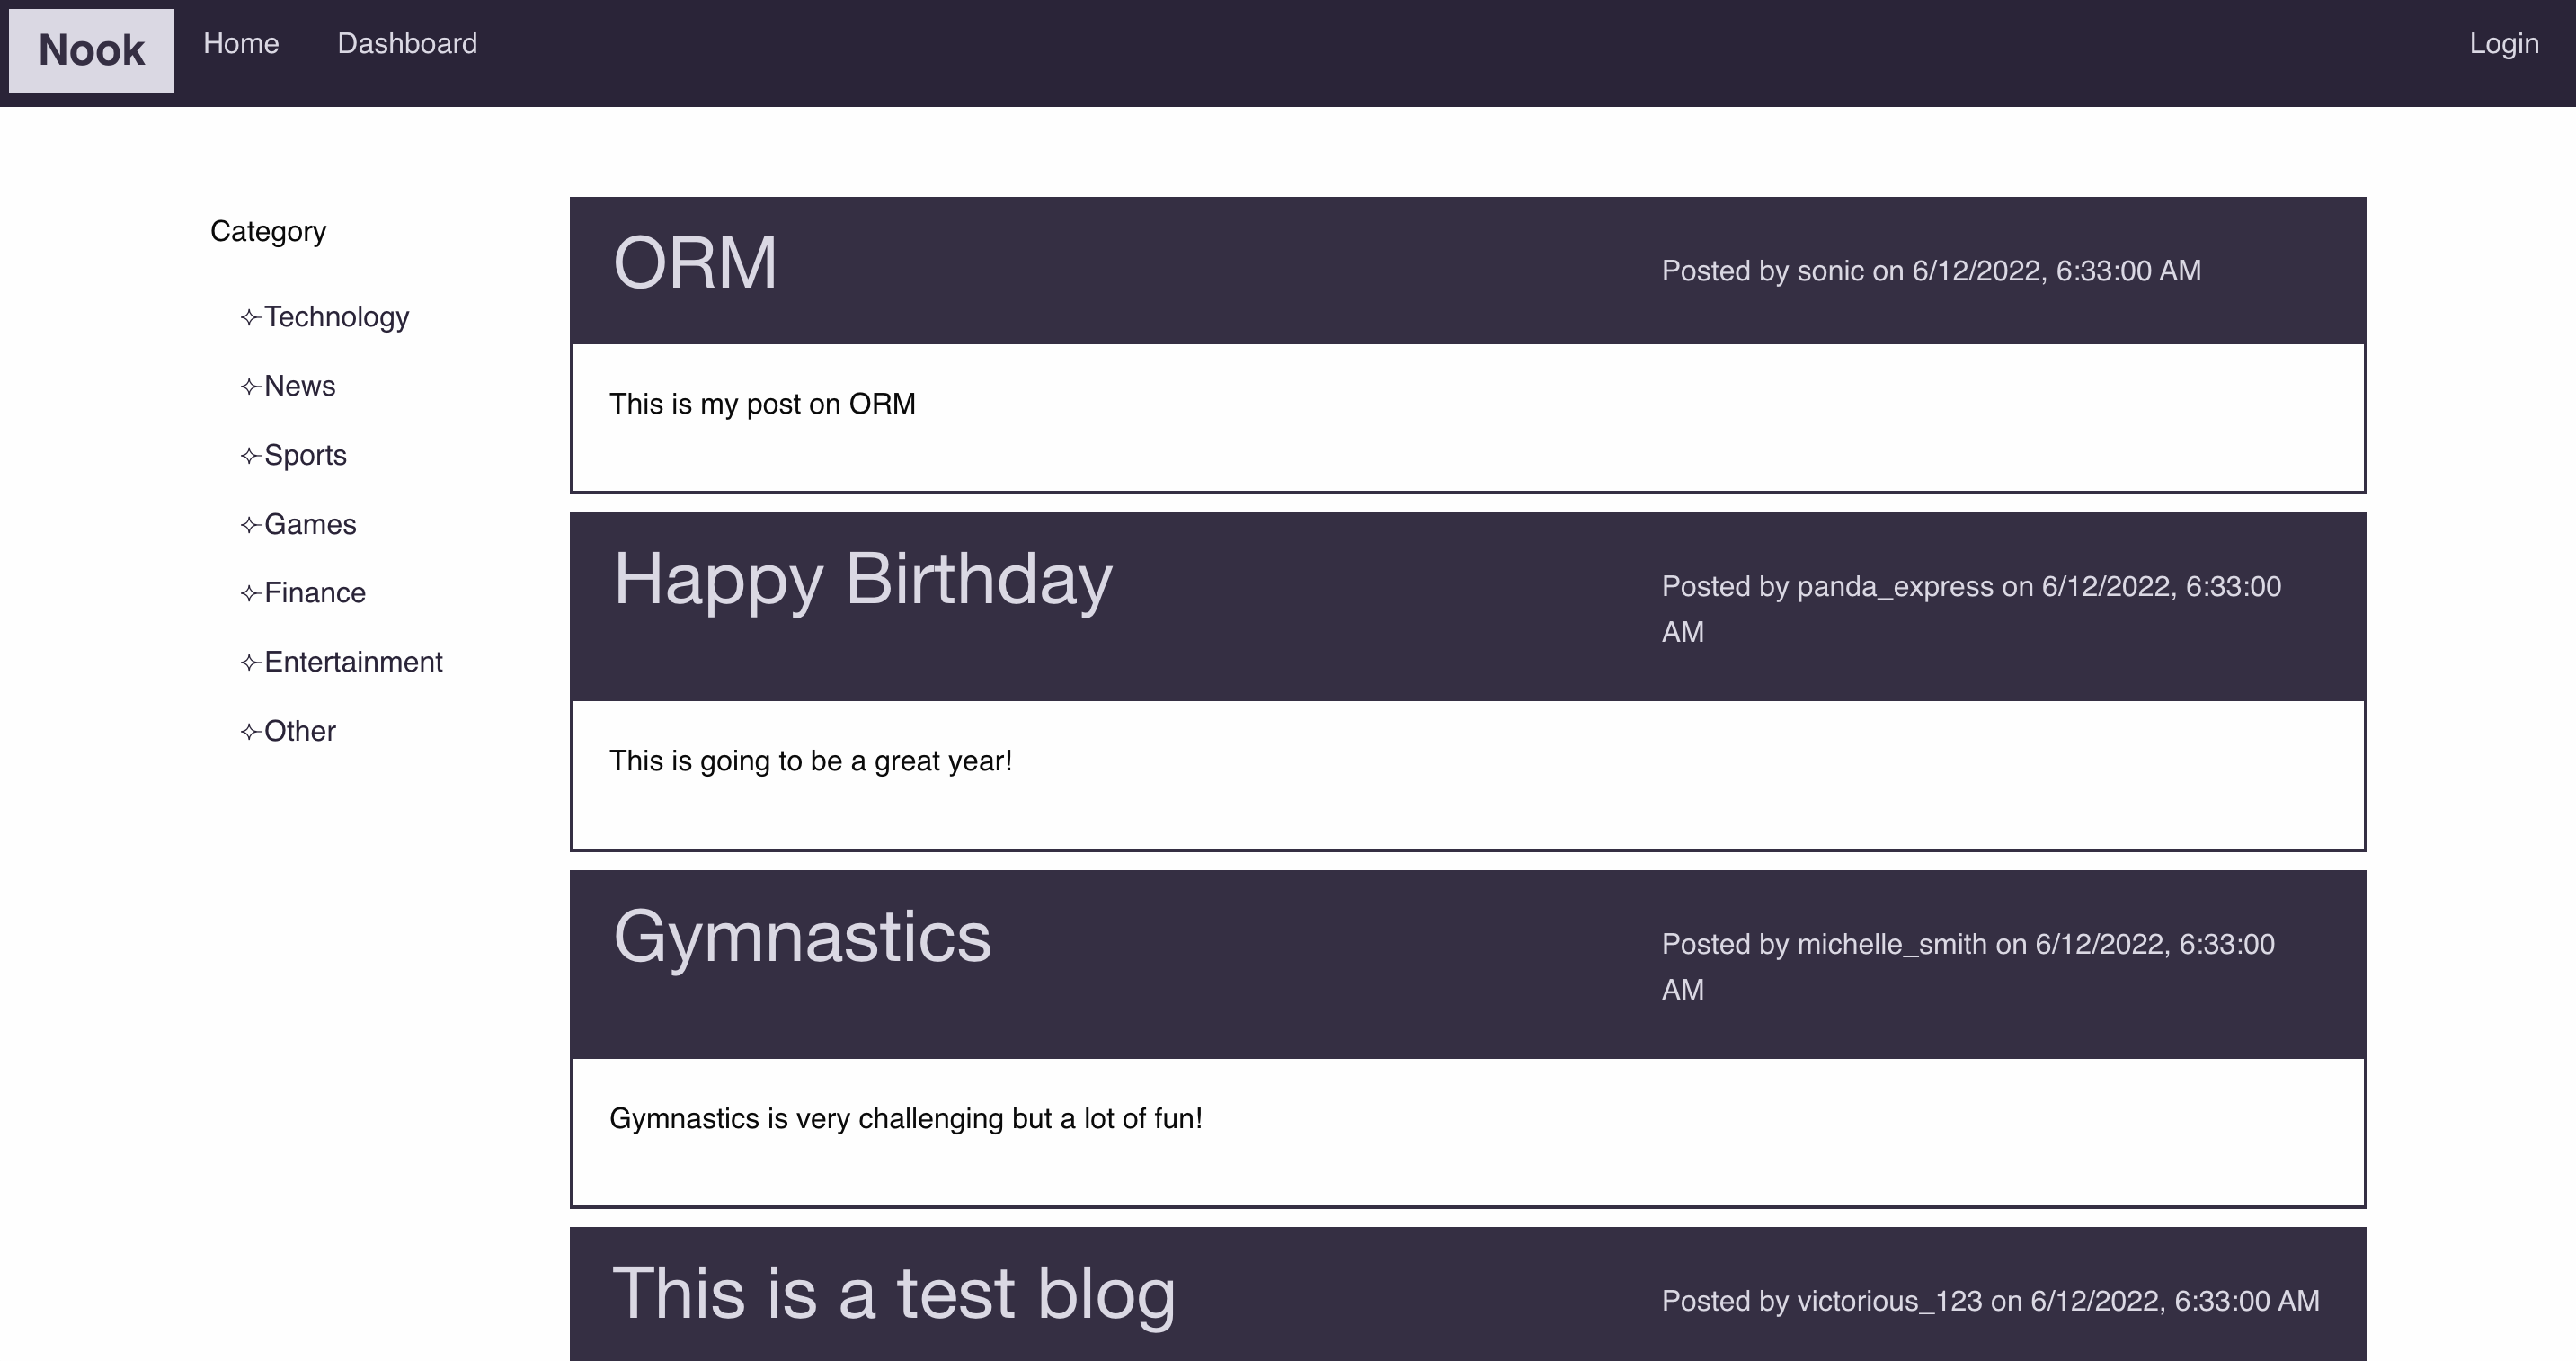 Nook
Home
Dashboard
Login
Category
✧Technology
✧News
✧Sports
✧Games
✧Finance
✧Entertainment
✧Other
ORM
Posted by sonic on 6/12/2022, 6:33:00 AM
This is my post on ORM
Happy Birthday
Posted by panda_express on 6/12/2022, 6:33:00
AM
This is going to be a great year!
Gymnastics
Posted by michelle_smith on 6/12/2022, 6:33:00
AM
Gymnastics is very challenging but a lot of fun!
This is a test blog
Posted by victorious_123 on 6/12/2022, 6:33:00 AM